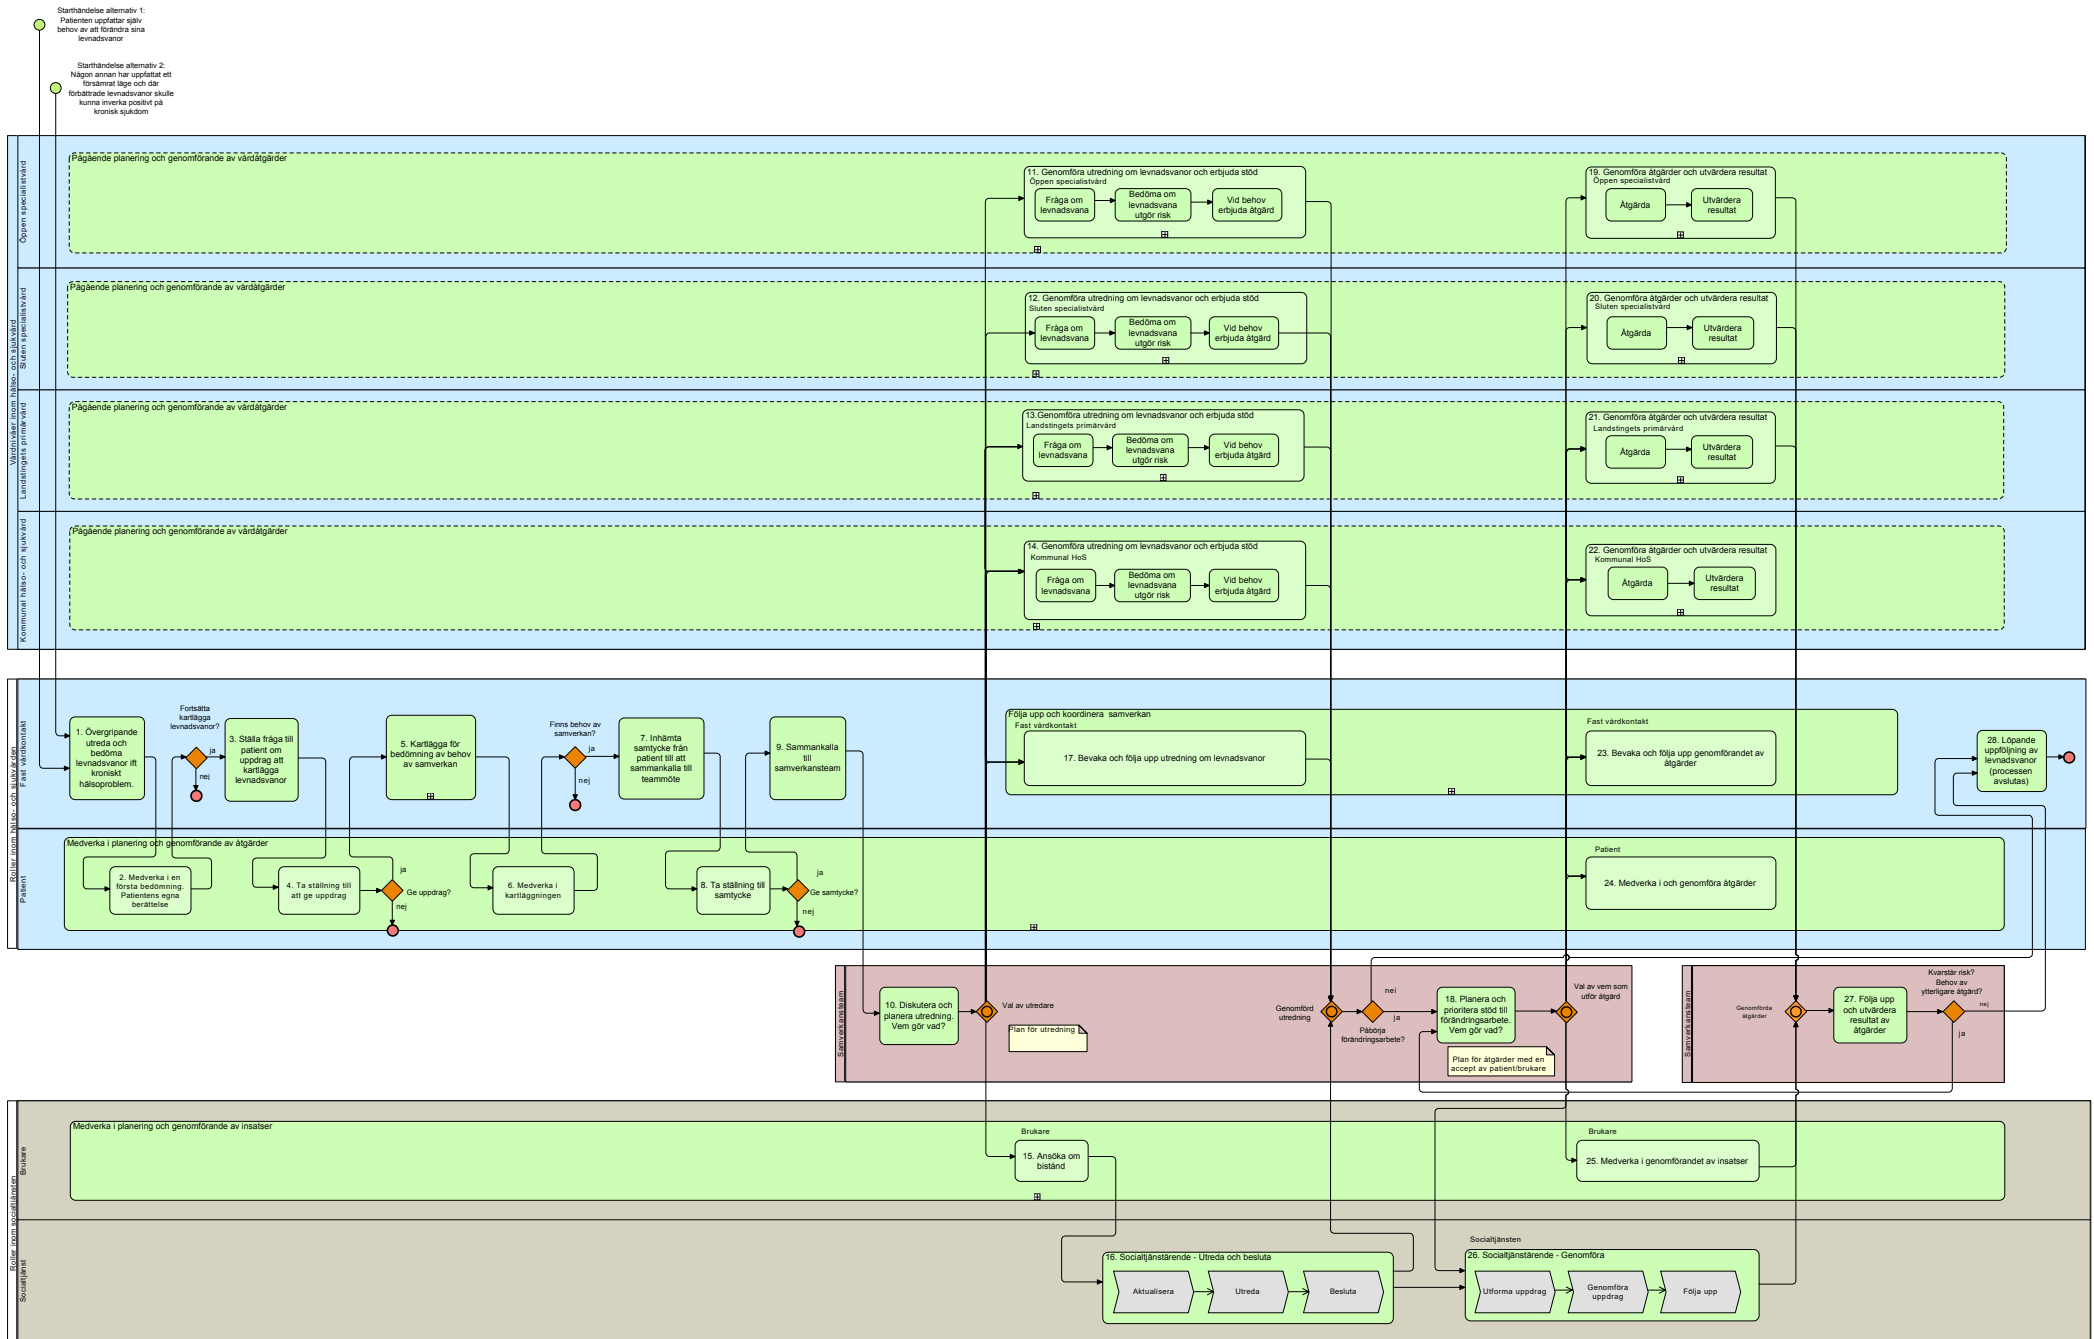 Starthändelse alternativ 1:
Patienten uppfattar själv
behov av att förändra sina
levnadsvanor
Starthändelse alternativ 2:
Någon annan har uppfattat ett
försämrat läge och där
förbättrade levnadsvanor skulle
kunna inverka positivt på
kronisk sjukdom
Vårdnivåer inom hälso- och sjukvård
Öppen specialistvård
Pågående planering och genomförande av vårdåtgärder
11. Genomföra utredning om levnadsvanor och erbjuda stöd
Öppen specialistvård
Fråga om
levnadsvana
Bedöma om
levnadsvana
utgör risk
Vid behov
erbjuda åtgärd
19. Genomföra åtgärder och utvärdera resultat
Öppen specialistvård
Åtgärda
Utvärdera
resultat
Sluten specialistvård
Pågående planering och genomförande av vårdåtgärder
12. Genomföra utredning om levnadsvanor och erbjuda stöd
Sluten specialistvård
Fråga om
levnadsvana
Bedöma om
levnadsvana
utgör risk
Vid behov
erbjuda åtgärd
20. Genomföra åtgärder och utvärdera resultat
Sluten specialistvård
Åtgärda
Utvärdera
resultat
Landstingets primärvård
Pågående planering och genomförande av vårdåtgärder
13.Genomföra utredning om levnadsvanor och erbjuda stöd
Landstingets primärvård
Fråga om
levnadsvana
Bedöma om
levnadsvana
utgör risk
Vid behov
erbjuda åtgärd
21. Genomföra åtgärder och utvärdera resultat
Landstingets primärvård
Åtgärda
Utvärdera
resultat
Kommunal hälso- och sjukvård
Pågående planering och genomförande av vårdåtgärder
14. Genomföra utredning om levnadsvanor och erbjuda stöd
Kommunal HoS
Fråga om
levnadsvana
Bedöma om
levnadsvana
utgör risk
Vid behov
erbjuda åtgärd
22. Genomföra åtgärder och utvärdera resultat
Kommunal HoS
Åtgärda
Utvärdera
resultat
Roller inom hälso- och sjukvården
Fast vårdkontakt
1. Övergripande
utreda och
bedöma
levnadsvanor ift
kroniskt
hälsoproblem.
Fortsätta
kartlägga
levnadsvanor?
ja
nej
3. Ställa fråga till
patient om
uppdrag att
kartlägga
levnadsvanor
5. Kartlägga för
bedömning av behov
av samverkan
Finns behov av
samverkan?
ja
nej
7. Inhämta
samtycke från
patient till att
sammankalla till
teammöte
9. Sammankalla
till
samverkansteam
Följa upp och koordinera samverkan
Fast vårdkontakt
17. Bevaka och följa upp utredning om levnadsvanor
Fast vårdkontakt
23. Bevaka och följa upp genomförandet av
åtgärder
28. Löpande
uppföljning av
levnadsvanor
(processen
avslutas)
Patient
Medverka i planering och genomförande av åtgärder
2. Medverka i en
första bedömning.
Patientens egna
berättelse
4. Ta ställning till
att ge uppdrag
ja
Ge uppdrag?
nej
6. Medverka i
kartläggningen
8. Ta ställning till
samtycke
ja
Ge samtycke?
nej
Patient
24. Medverka i och genomföra åtgärder
Samverkansteam
10. Diskutera och
planera utredning.
Vem gör vad?
Val av utredare
Plan för utredning
Genomförd
utredning
nej
ja
Påbörja
förändringsarbete?
18. Planera och
prioritera stöd till
förändringsarbete.
Vem gör vad?
Plan för åtgärder med en
accept av patient/brukare
Val av vem som
utför åtgärd
Samverkansteam
Genomförda
åtgärder
27. Följa upp
och utvärdera
resultat av
åtgärder
Kvarstår risk?
Behov av
ytterligare åtgärd?
nej
ja
Roller inom socialtjänsten
Brukare
Medverka i planering och genomförande av insatser
Brukare
15. Ansöka om
bistånd
Brukare
25. Medverka i genomförandet av insatser
Socialtjänst
16. Socialtjänstärende - Utreda och besluta
Aktualisera
Utreda
Besluta
Socialtjänsten
26. Socialtjänstärende - Genomföra
Utforma uppdrag
Genomföra
uppdrag
Följa upp